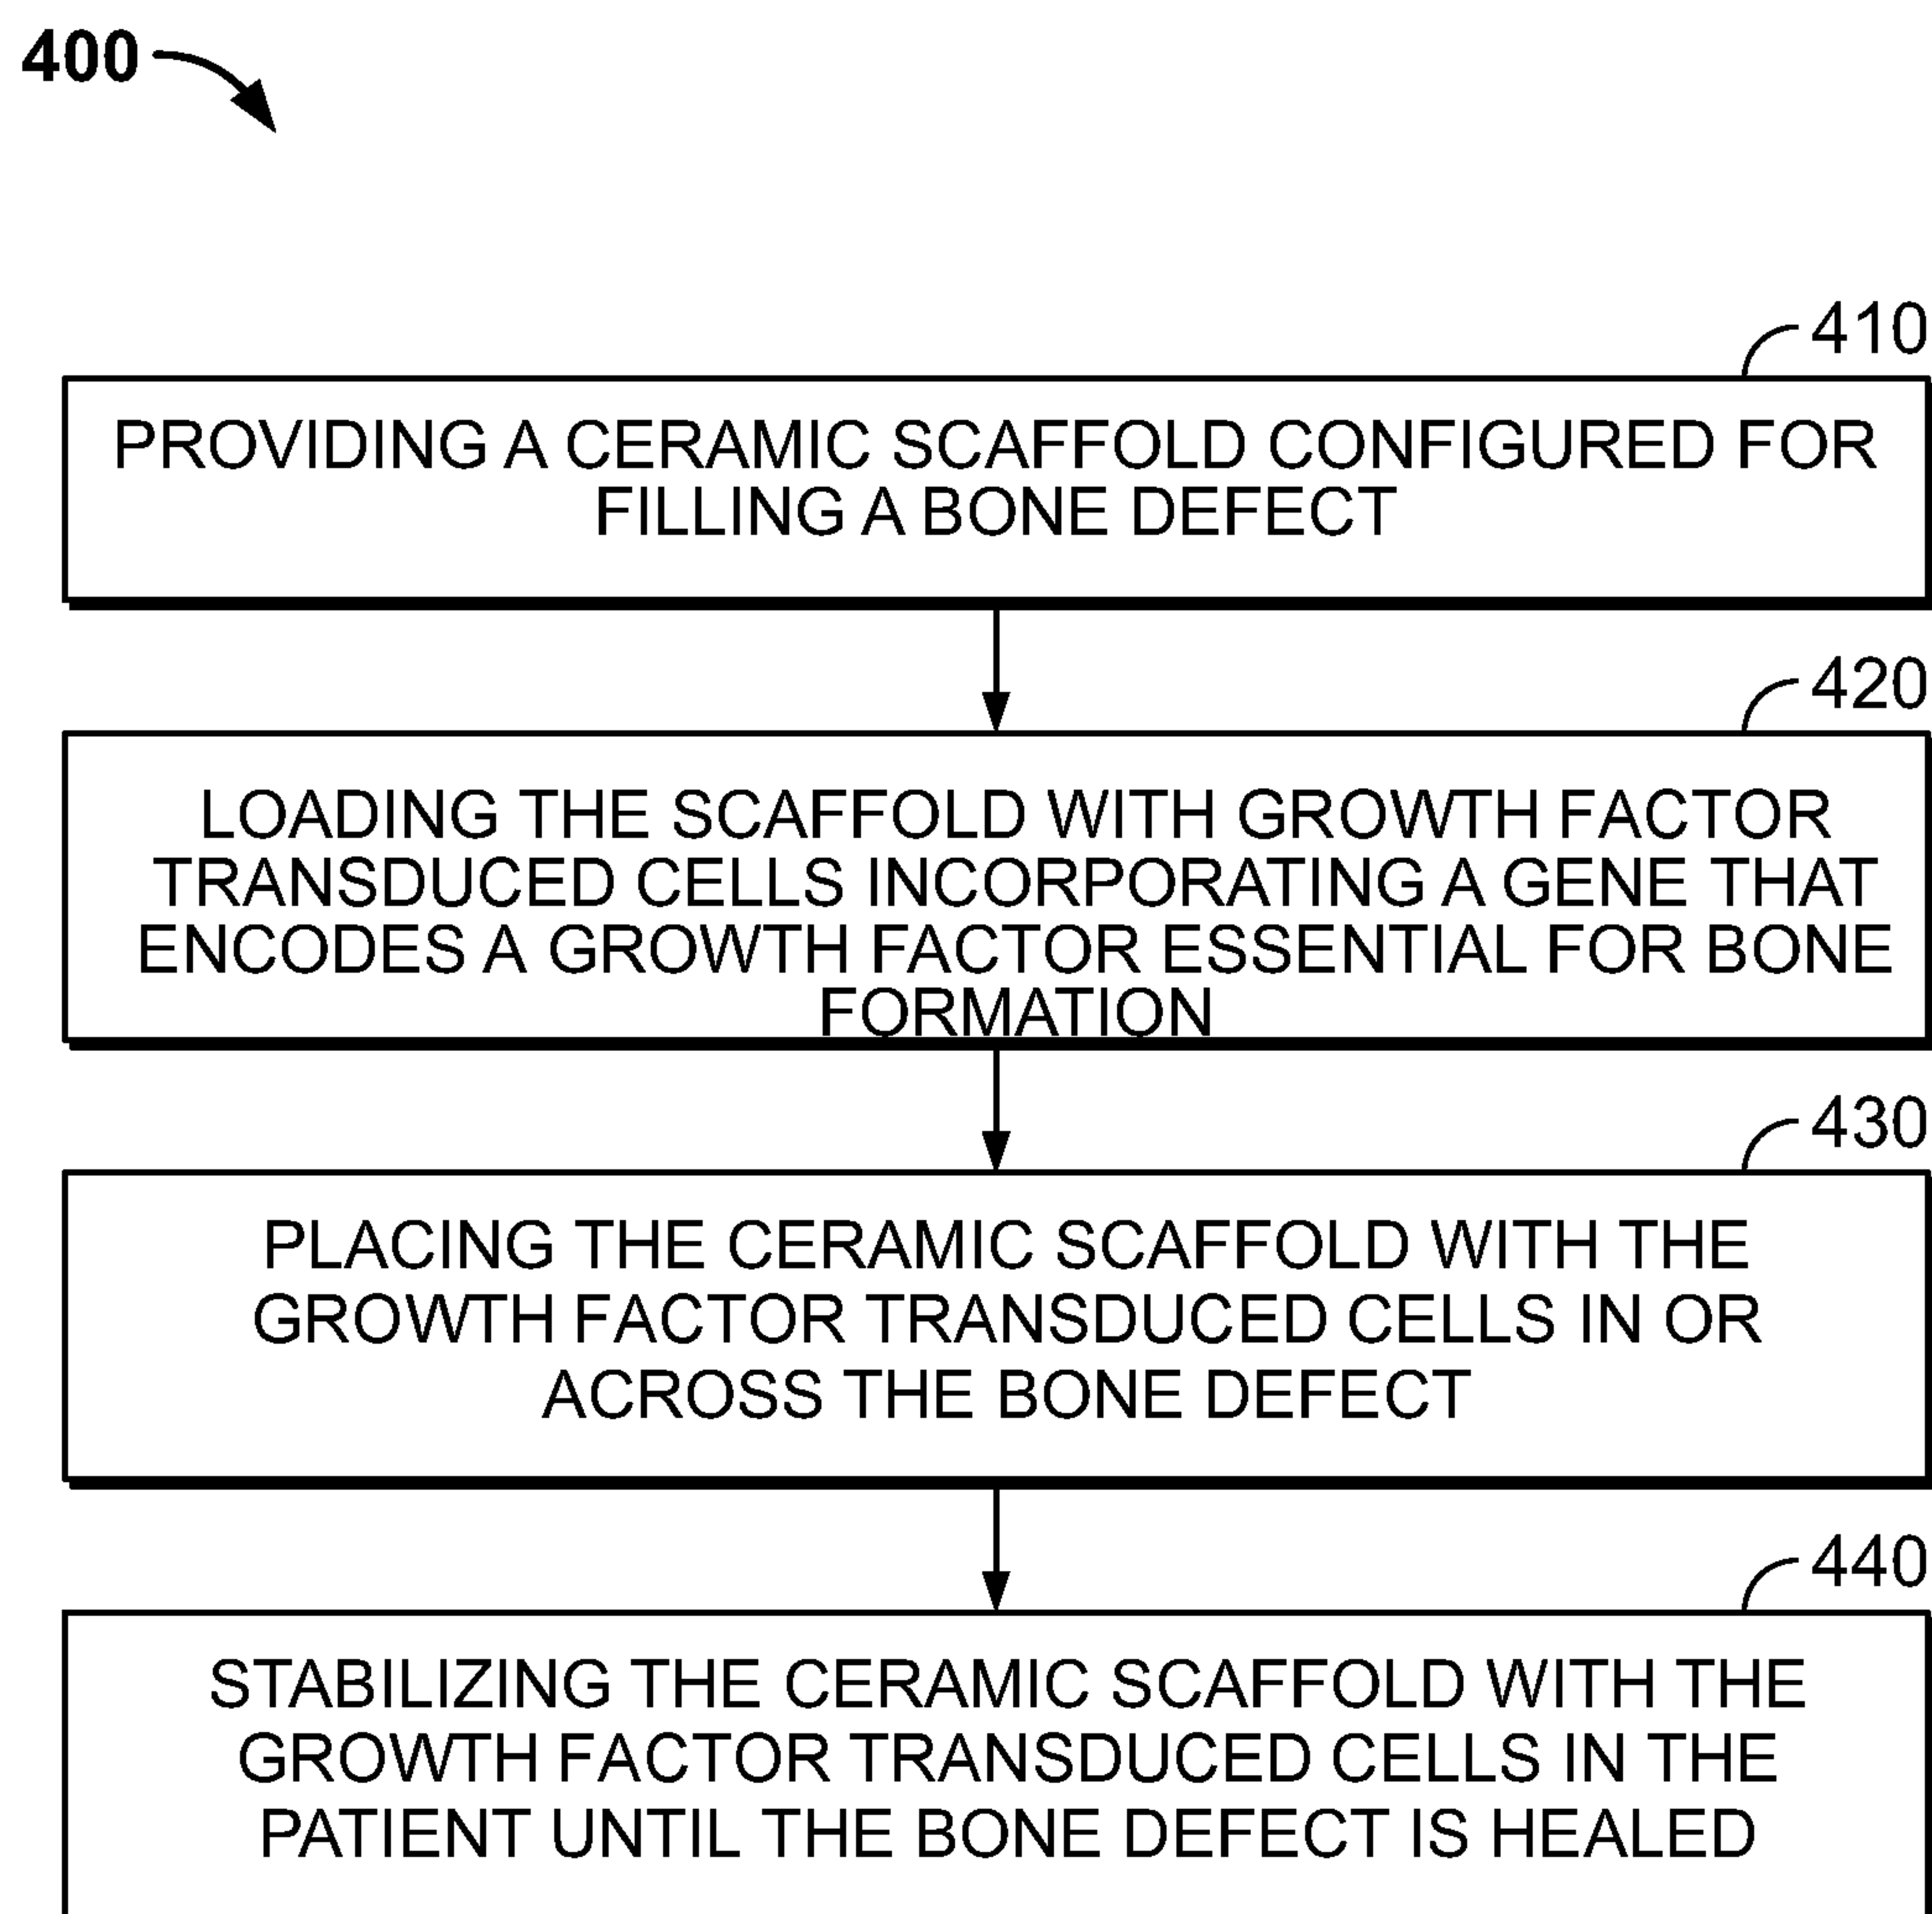 400
410
PROVIDING A CERAMIC SCAFFOLD CONFIGURED FOR
FILLING A BONE DEFECT
420
LOADING THE SCAFFOLD WITH GROWTH FACTOR
TRANSDUCED CELLS INCORPORATING A GENE THAT
ENCODES A GROWTH FACTOR ESSENTIAL FOR BONE
FORMATION
430
PLACING THE CERAMIC SCAFFOLD WITH THE
GROWTH FACTOR TRANSDUCED CELLS IN OR
ACROSS THE BONE DEFECT
440
STABILIZING THE CERAMIC SCAFFOLD WITH THE
GROWTH FACTOR TRANSDUCED CELLS IN THE
PATIENT UNTIL THE BONE DEFECT IS HEALED